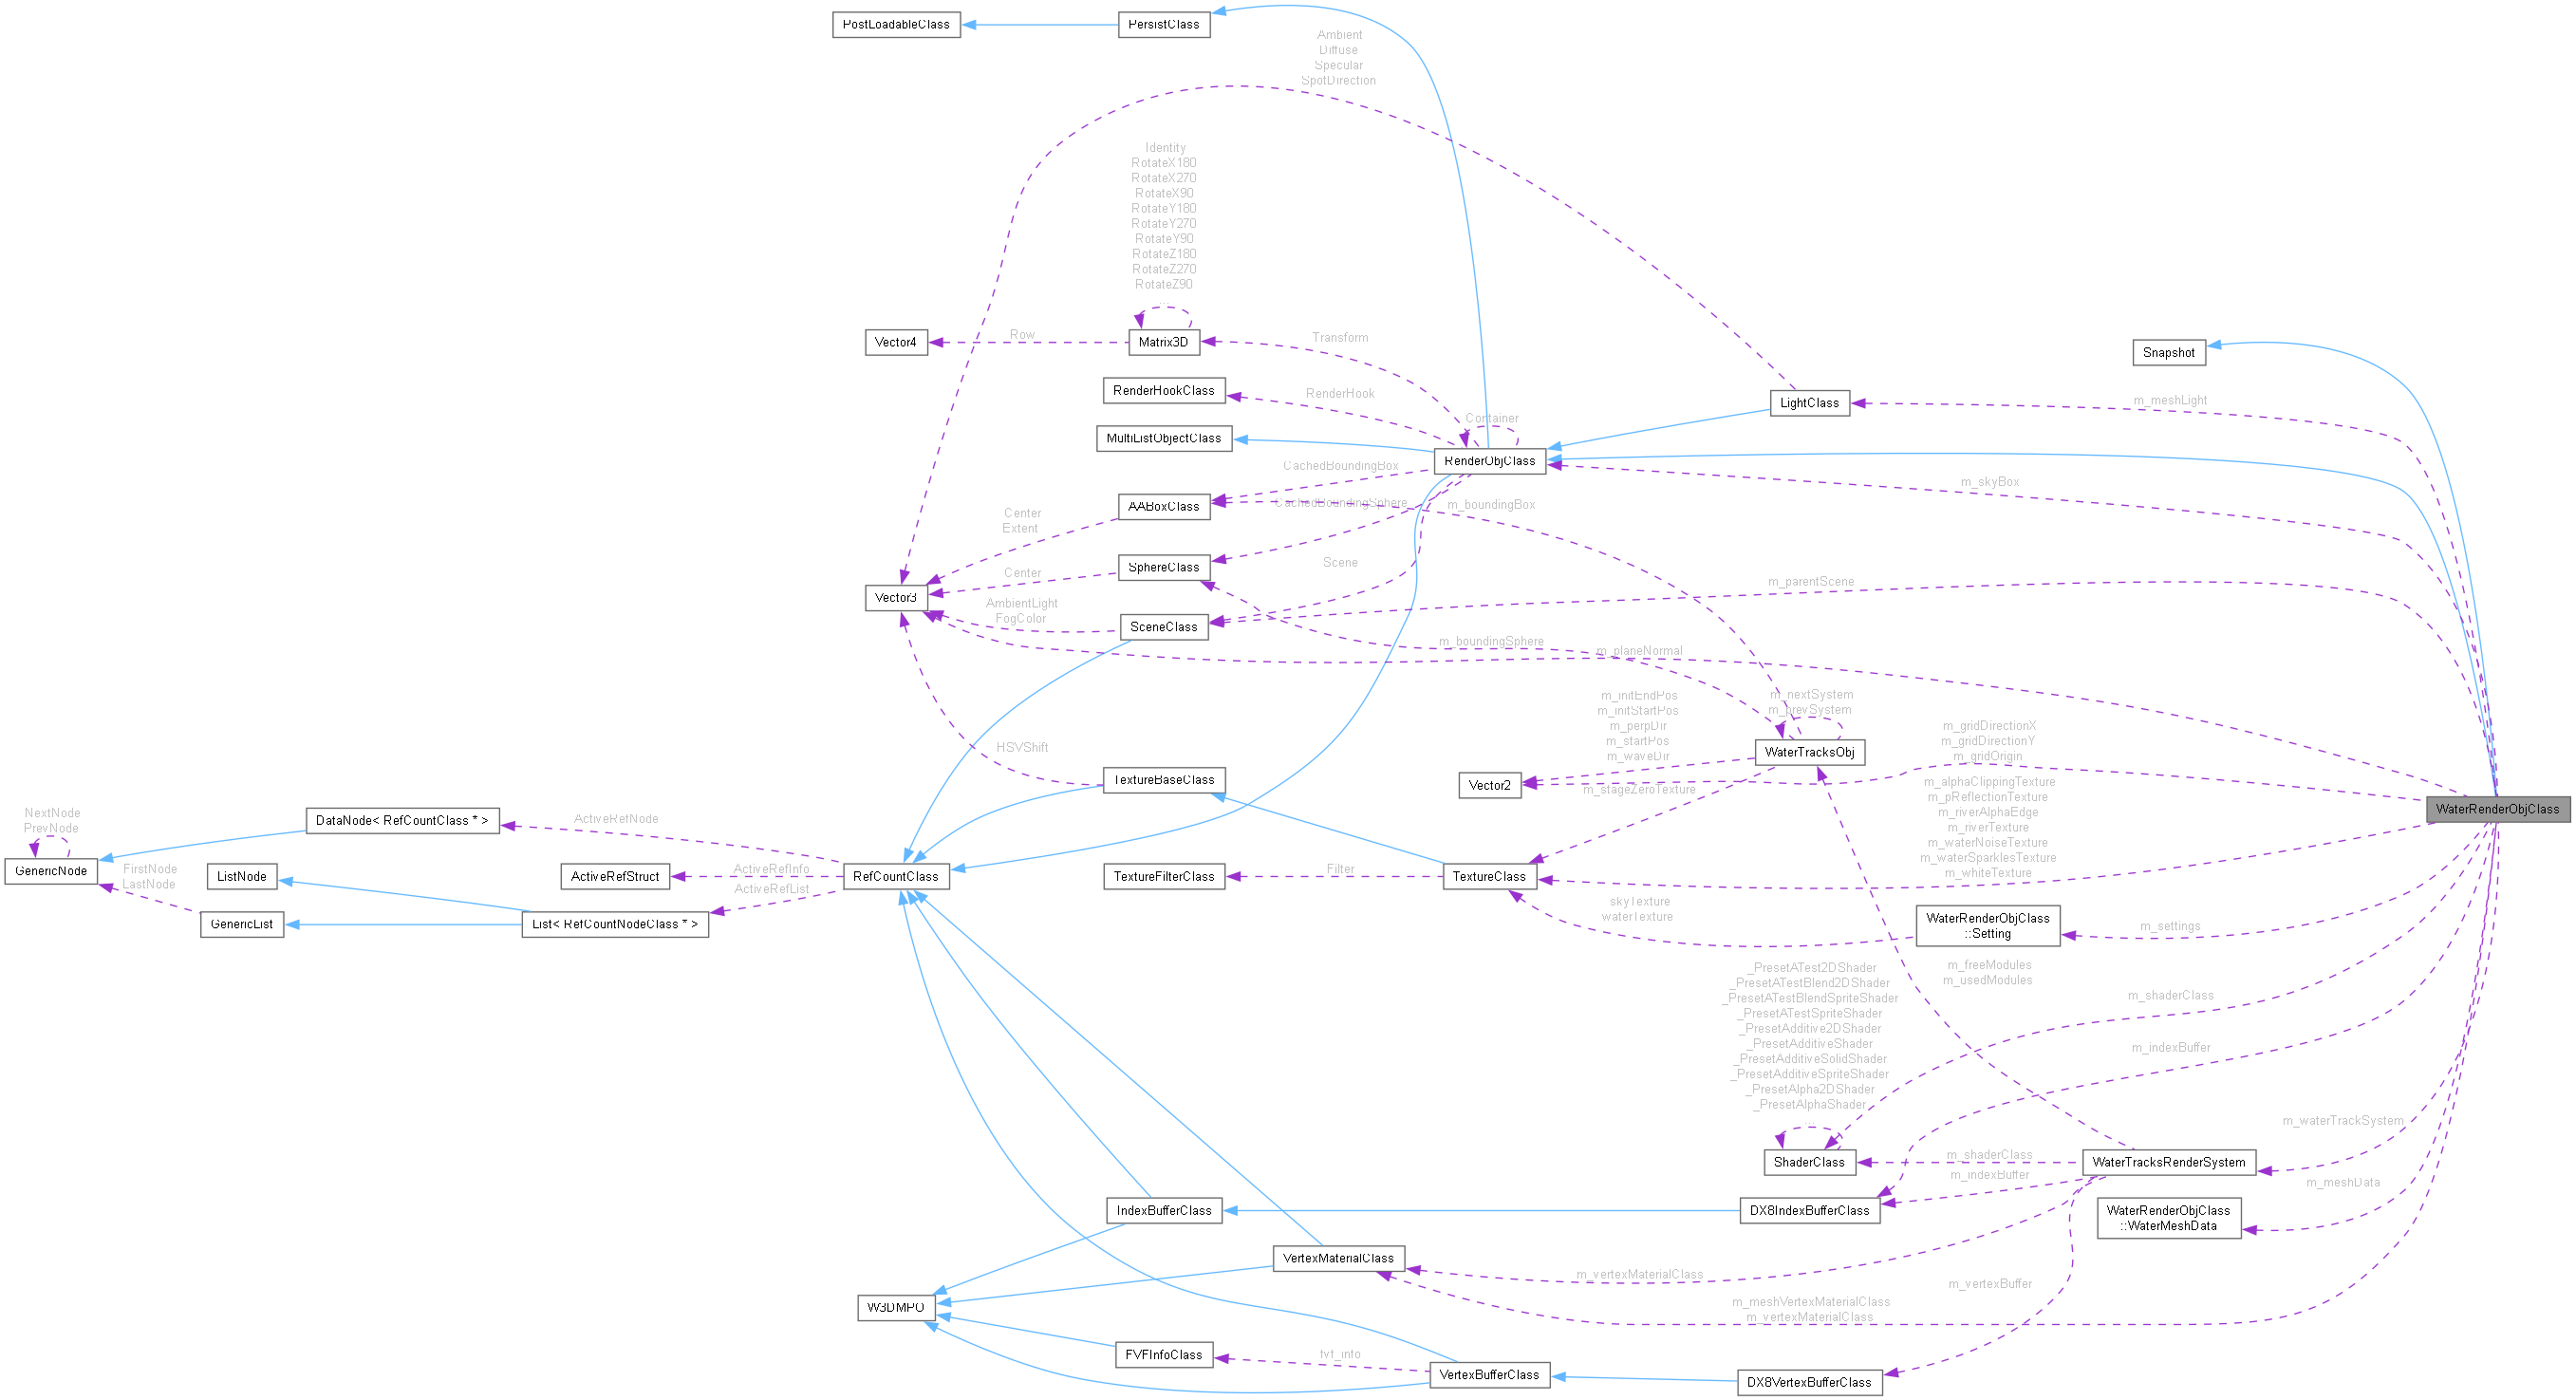 PostLoadableClass
PersistClass
Ambient
Diffuse
Specular
SpotDirection
Identity
RotateX180
RotateX270
RotateX90
RotateY180
RotateY270
RotateY90
RotateZ180
RotateZ270
RotateZ90
...
Vector4
Row
Matrix3D
Transform
Snapshot
RenderHookClass
RenderHook
LightClass
m_meshLight
Container
MultiListObjectClass
RenderObjClass
CachedBoundingBox
m_skyBox
AABoxClass
CachedBoundingSphere
m_boundingBox
Center
Extent
SphereClass
Center
Scene
m_parentScene
Vector3
AmbientLight
FogColor
SceneClass
m_boundingSphere
m_planeNormal
m_initEndPos
m_initStartPos
m_perpDir
m_startPos
m_waveDir
m_nextSystem
m_prevSystem
WaterTracksObj
m_gridDirectionX
m_gridDirectionY
m_gridOrigin
HSVShift
TextureBaseClass
Vector2
m_stageZeroTexture
m_alphaClippingTexture
m_pReflectionTexture
m_riverAlphaEdge
m_riverTexture
m_waterNoiseTexture
m_waterSparklesTexture
m_whiteTexture
WaterRenderObjClass
NextNode
PrevNode
DataNode< RefCountClass * >
ActiveRefNode
GenericNode
FirstNode
LastNode
ListNode
ActiveRefStruct
ActiveRefInfo
ActiveRefList
RefCountClass
TextureFilterClass
Filter
TextureClass
GenericList
List< RefCountNodeClass * >
skyTexture
waterTexture
WaterRenderObjClass
::Setting
m_settings
_PresetATest2DShader
_PresetATestBlend2DShader
_PresetATestBlendSpriteShader
_PresetATestSpriteShader
_PresetAdditive2DShader
_PresetAdditiveShader
_PresetAdditiveSolidShader
_PresetAdditiveSpriteShader
_PresetAlpha2DShader
_PresetAlphaShader
...
m_freeModules
m_usedModules
m_shaderClass
m_indexBuffer
m_waterTrackSystem
ShaderClass
m_shaderClass
m_indexBuffer
WaterTracksRenderSystem
m_meshData
IndexBufferClass
DX8IndexBufferClass
WaterRenderObjClass
::WaterMeshData
VertexMaterialClass
m_vertexMaterialClass
m_vertexBuffer
W3DMPO
m_meshVertexMaterialClass
m_vertexMaterialClass
FVFInfoClass
fvf_info
VertexBufferClass
DX8VertexBufferClass